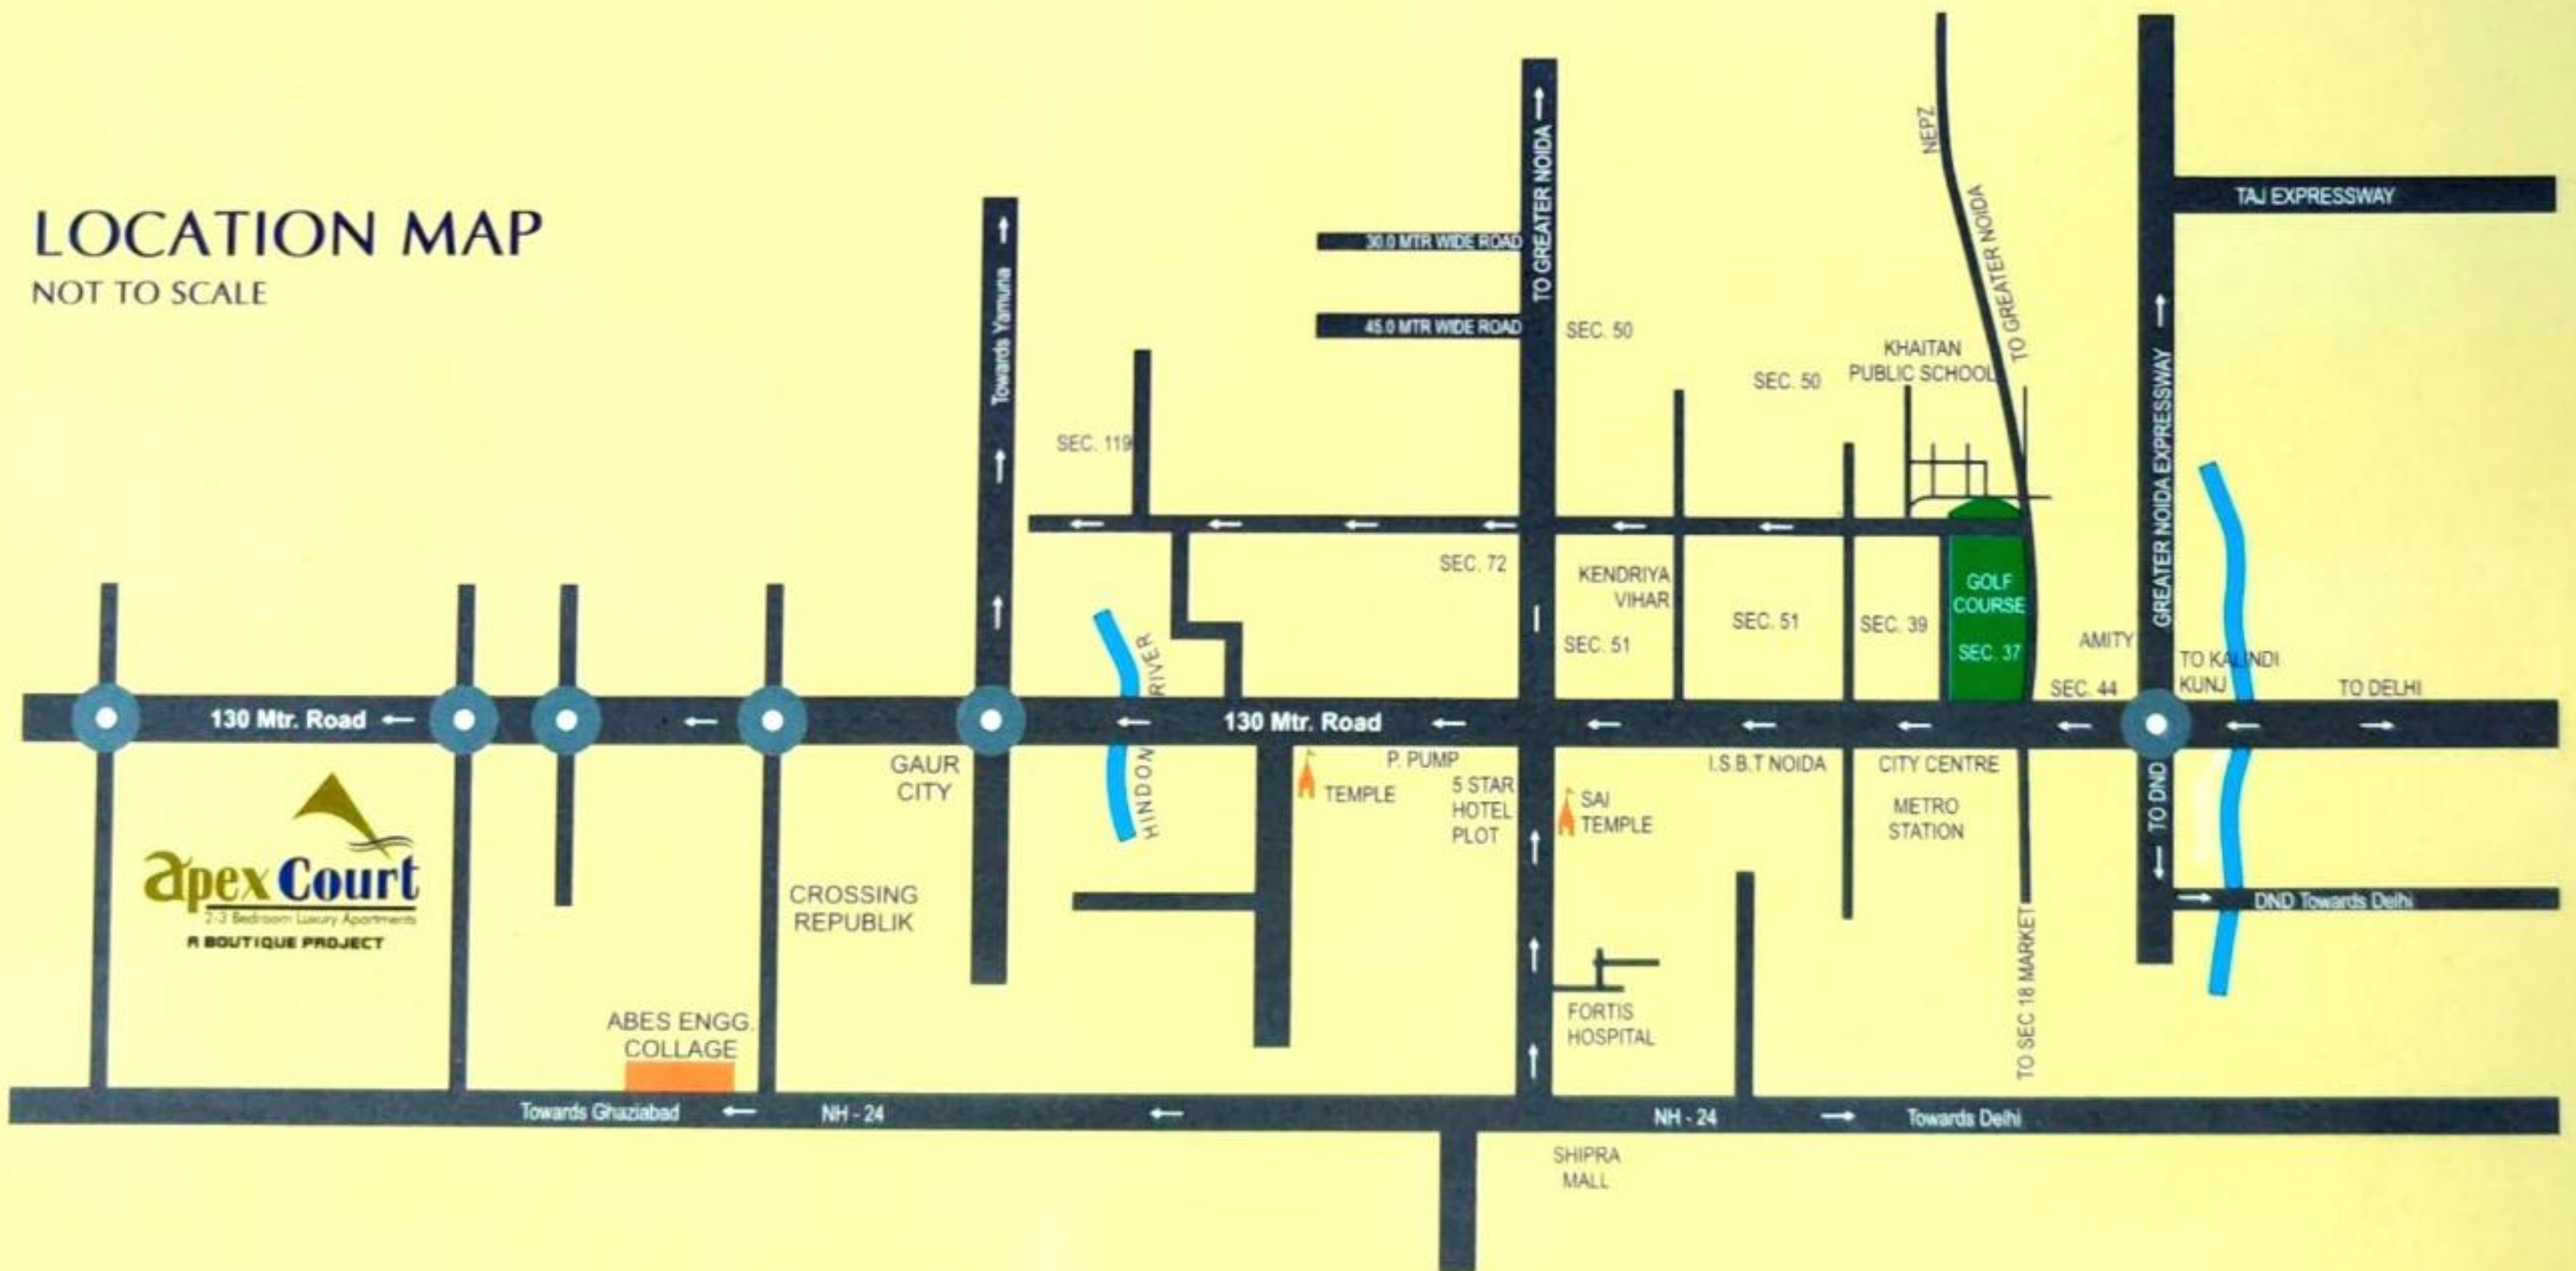 LOCATION MAP
NOT TO SCALE
Towards Yamuna
30.0 MTR WIDE ROAD
45.0 MTR WIDE ROAD
TO GREATER NOIDA
SEC. 50
SEC. 50
KHAITAN
PUBLIC SCHOOL
NEPZ
TO GREATER NOIDA
TAJ EXPRESSWAY
GREATER NOIDA EXPRESSWAY
SEC. 119
SEC. 72
KENDRIYA
VIHAR
SEC. 51
SEC. 51
SEC. 39
GOLF
COURSE
SEC. 37
AMITY
SEC. 44
TO KALINDI
KUNJ
TO DELHI
130 Mtr. Road
130 Mtr. Road
HINDON RIVER
GAUR
CITY
TEMPLE
P. PUMP
5 STAR
HOTEL
PLOT
SAI
TEMPLE
I.S.B.T NOIDA
CITY CENTRE
METRO
STATION
TO DND
DND Towards Delhi
apex Court
2-3 Bedroom Luxury Apartments
A BOUTIQUE PROJECT
CROSSING
REPUBLIK
ABES ENGG.
COLLAGE
FORTIS
HOSPITAL
TO SEC 18 MARKET
Towards Ghaziabad
NH - 24
NH - 24
Towards Delhi
SHIPRA
MALL